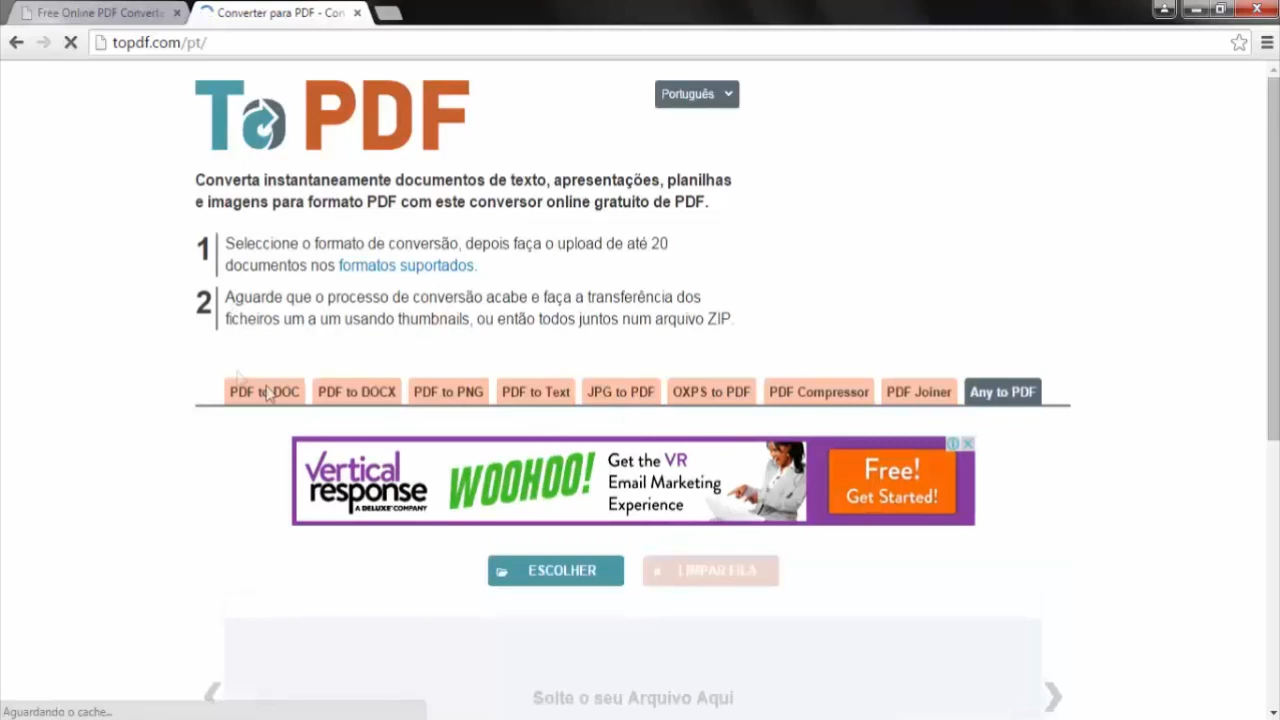 Free Online PDF Convert
Converter para PDF - Con
topdf.com/pt/
To PDF
Português
Converta instantaneamente documentos de texto, apresentações, planilhas
e imagens para formato PDF com este conversor online gratuito de PDF.
1
Seleccione o formato de conversão, depois faça o upload de até 20
documentos nos formatos suportados.
2
Aguarde que o processo de conversão acabe e faça a transferência dos
ficheiros um a um usando thumbnails, ou então todos juntos num arquivo ZIP.
PDF to DOC PDF to DOCX PDF to PNG PDF to Text JPG to PDF OXPS to PDF PDF Compressor PDF Joiner Any to PDF
vertical
response
A DELUXE COMPANY
WOOHOO!
Get the VR
Email Marketing
Experience
Free!
Get Started!
ESCOLHER LIMPAR FILA
Solte o seu Arquivo Aqui
Aguardando o cache...